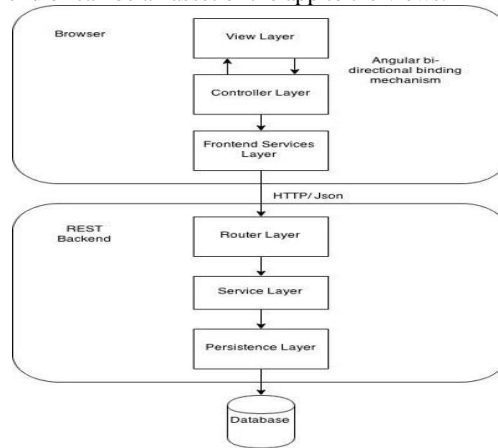 Browser
View Layer
Angular bi-
directional binding
mechanism
Controller Layer
Frontend Services
Layer
HTTP/Json
REST
Backend
Router Layer
Service Layer
Persistence Layer
Database